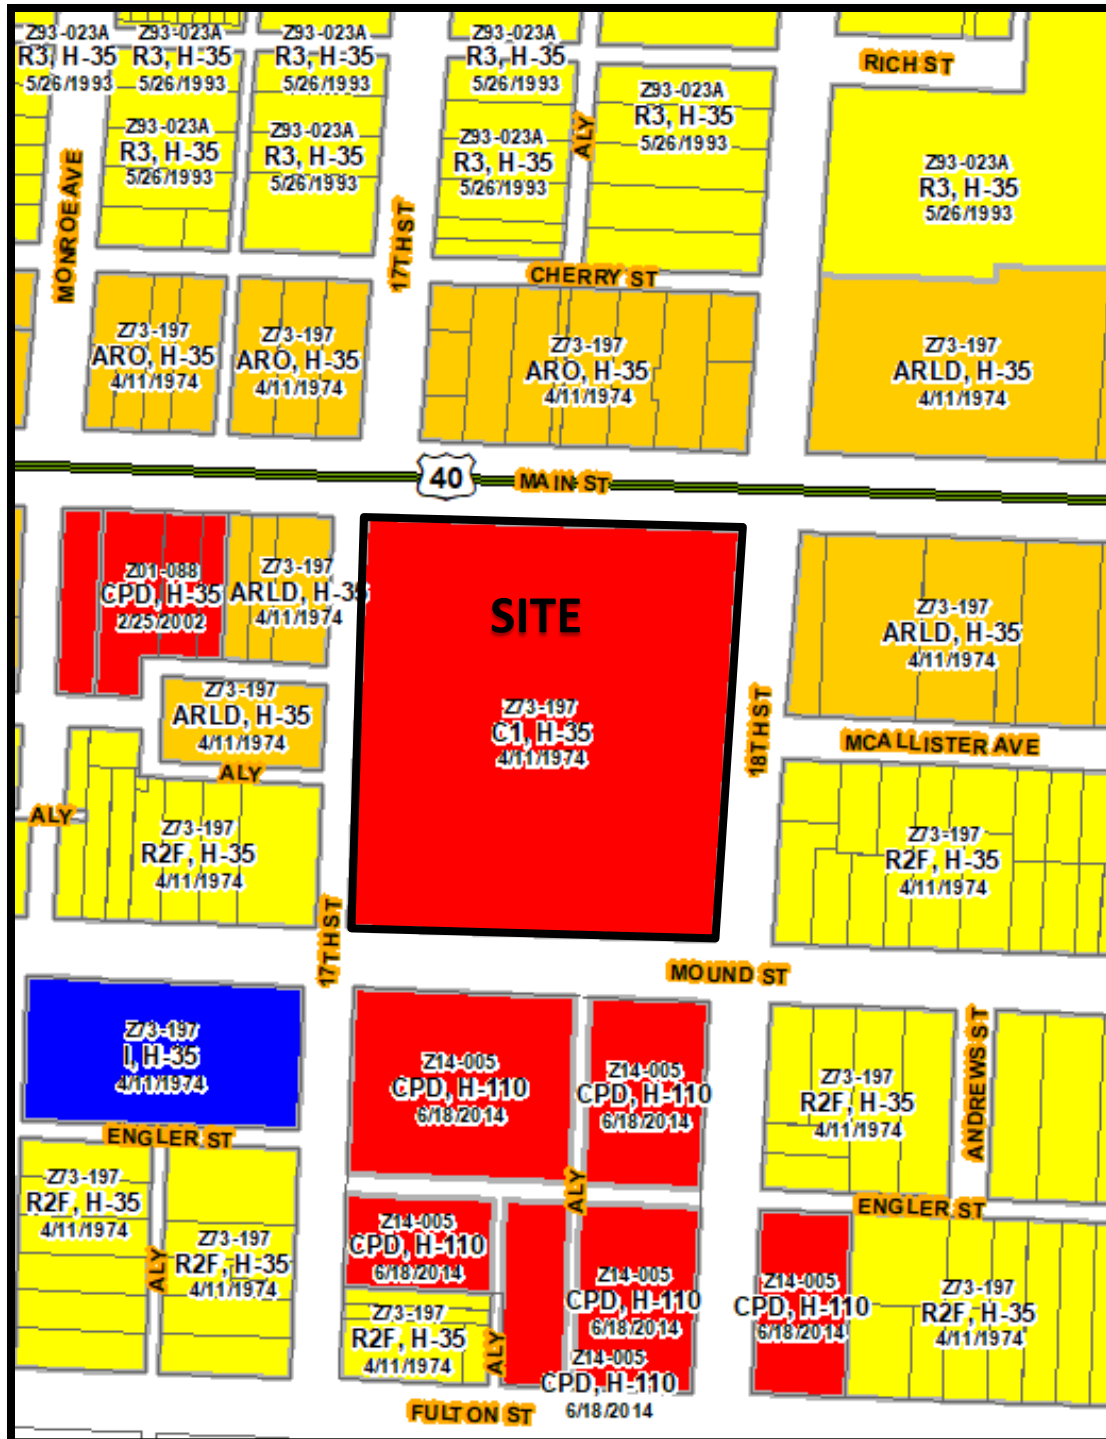 Z93-023A
R3, H-35
5/26/1993
Z93-023A
R3, H-35
5/26/1993
Z93-023A
R3, H-35
5/26/1993
Z93-023A
R3, H-35
5/26/1993
RICH ST
Z93-023A
R3, H-35
5/26/1993
Z93-023A
R3, H-35
5/26/1993
Z93-023A
R3, H-35
5/26/1993
Z93-023A
R3, H-35
5/26/1993
ALY
Z93-023A
R3, H-35
5/26/1993
MONROE AVE
17TH ST
CHERRY ST
Z73-197
ARO, H-35
4/11/1974
Z73-197
ARO, H-35
4/11/1974
Z73-197
ARO, H-35
4/11/1974
Z73-197
ARLD, H-35
4/11/1974
40
MAIN ST
Z01-088
CPD, H-35
2/25/2002
Z73-197
ARLD, H-35
4/11/1974
SITE
Z73-197
ARLD, H-35
4/11/1974
Z73-197
ARLD, H-35
4/11/1974
Z73-197
C1, H-35
4/11/1974
18TH ST
MCALLISTER AVE
ALY
ALY
Z73-197
R2F, H-35
4/11/1974
Z73-197
R2F, H-35
4/11/1974
17TH ST
MOUND ST
Z73-197
I, H-35
4/11/1974
Z14-005
CPD, H-110
6/18/2014
Z14-005
CPD, H-110
6/18/2014
Z73-197
R2F, H-35
4/11/1974
ANDREWS ST
ENGLER ST
ALY
ENGLER ST
Z73-197
R2F, H-35
4/11/1974
ALY
Z73-197
R2F, H-35
4/11/1974
Z14-005
CPD, H-110
6/18/2014
Z14-005
CPD, H-110
6/18/2014
Z14-005
CPD, H-110
6/18/2014
Z73-197
R2F, H-35
4/11/1974
Z73-197
R2F, H-35
4/11/1974
ALY
Z14-005
CPD, H-110
6/18/2014
FULTON ST